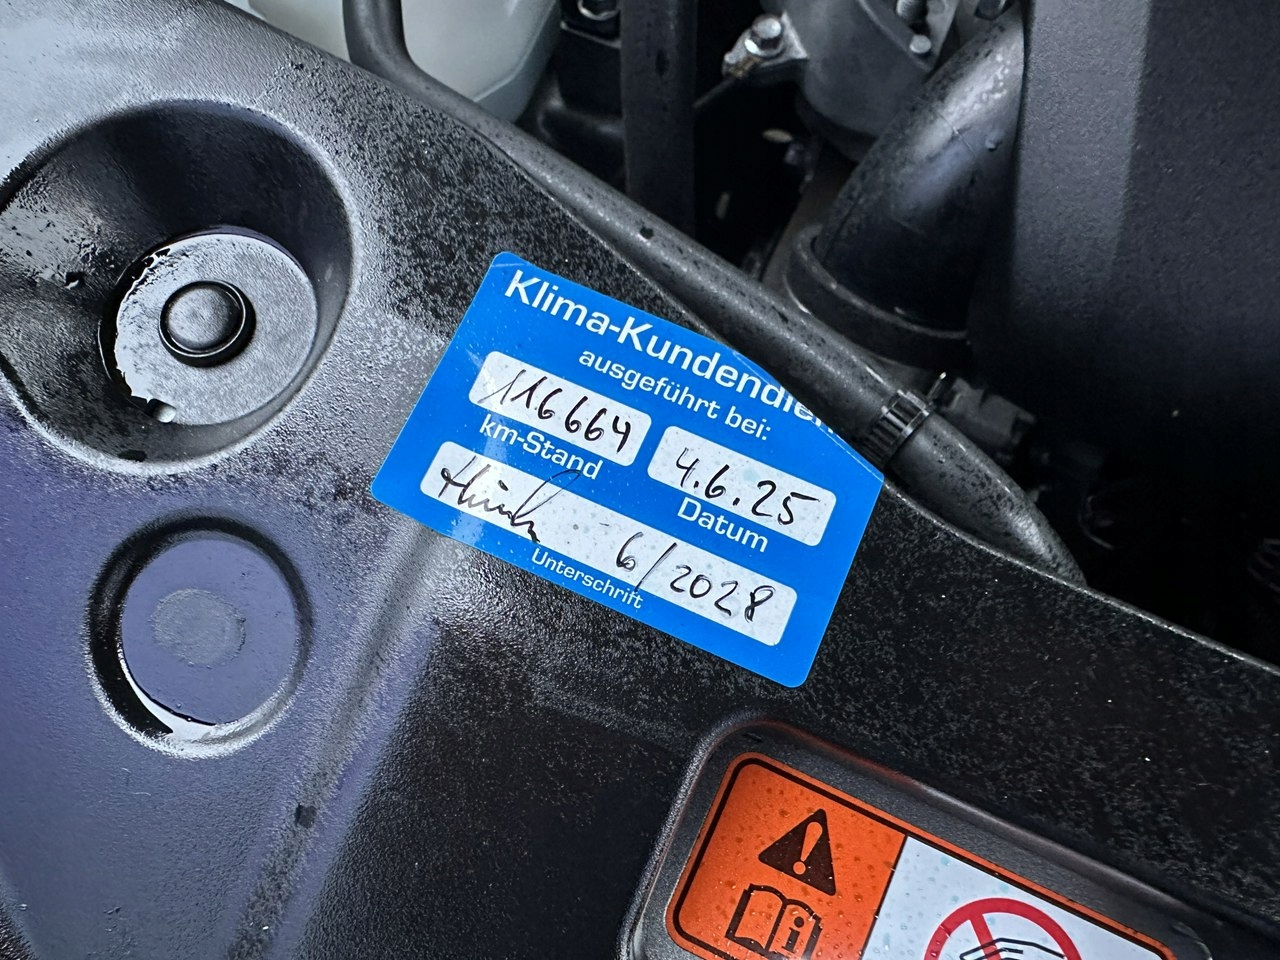 Klima-Kundendien
ausgeführt bei:
116664
km-Stand
4.6.25
Datum
6/2028
Unterschrift